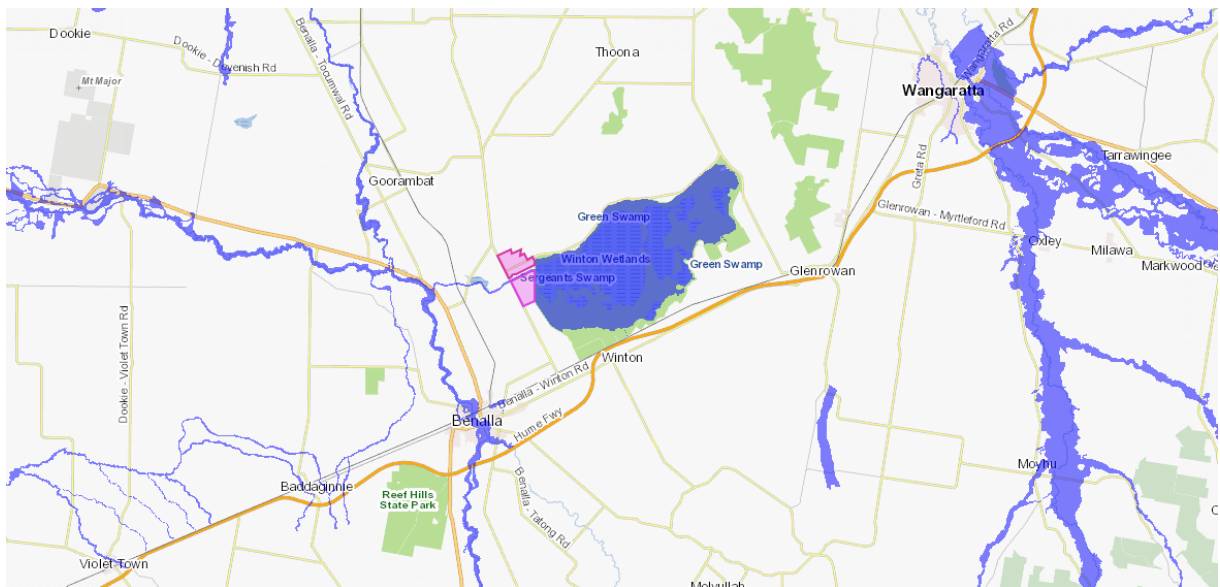 Dookie
Dookie - Devenish Rd
Mt Major
Benalla - Tocumwal Rd
Thoona
Wangaratta Rd
Wangaratta
Tarrawingee
Greta Rd
Goorambat
Glenrowan - Myrtleford Rd
Oxley
Milawa
Markwood
Green Swamp
Winton Wetlands
Green Swamp
Sergeants Swamp
Glenrowan
Dookie - Violet Town Rd
Winton
Benalla - Winton Rd
Benalla
Hume Fwy
Moyhu
Baddaginnie
Reef Hills
State Park
Benalla - Tatong Rd
Violet Town
Molyullah